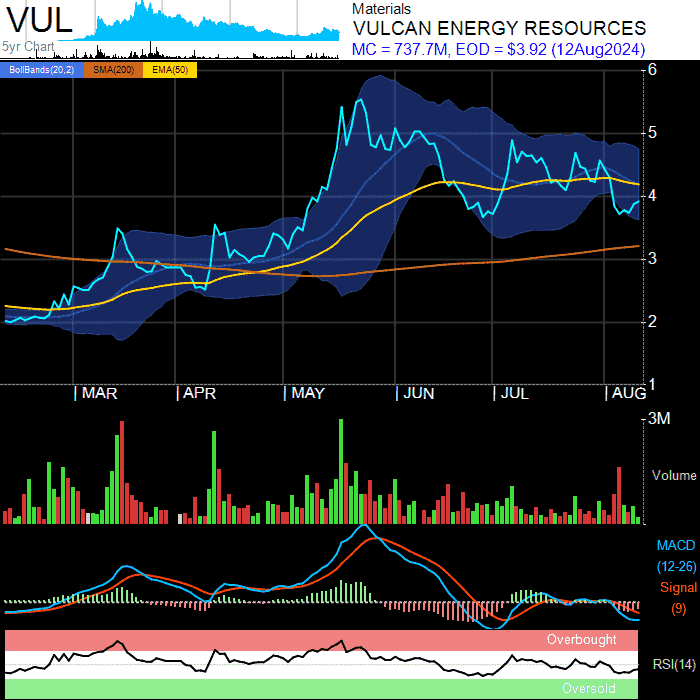 VUL
5yr Chart
Materials
VULCAN ENERGY RESOURCES
MC = 737.7M, EOD = $3.92 (12Aug2024)
BollBands(20,2) SMA(200) EMA(50)
6
5
4
3
2
1
| MAR | APR | MAY | JUN | JUL | AUG
3M
Volume
MACD
(12-26)
Signal
(9)
Overbought
RSI(14)
Oversold